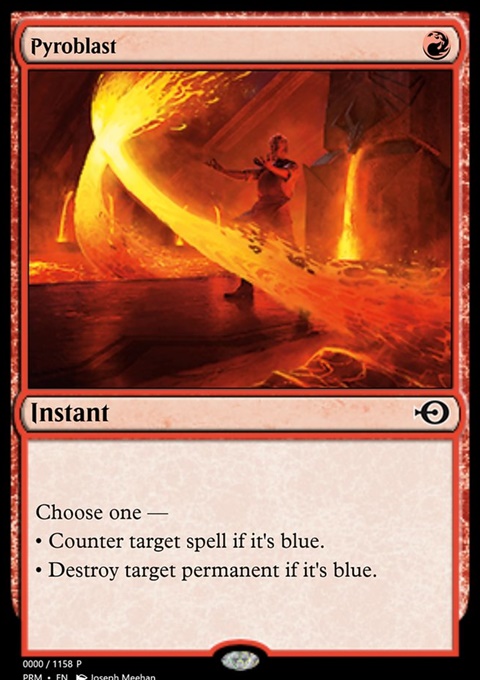 Pyroblast
Instant
Choose one —
• Counter target spell if it's blue.
• Destroy target permanent if it's blue.
0000 / 1158 P
PRM • EN Joseph Meehan